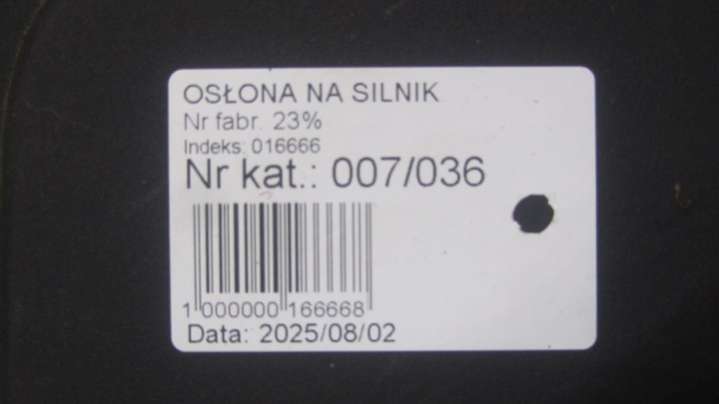 OSŁONA NA SILNIK
Nr fabr. 23%
Indeks: 016666
Nr kat.: 007/036
1 000000 166668
Data: 2025/08/02